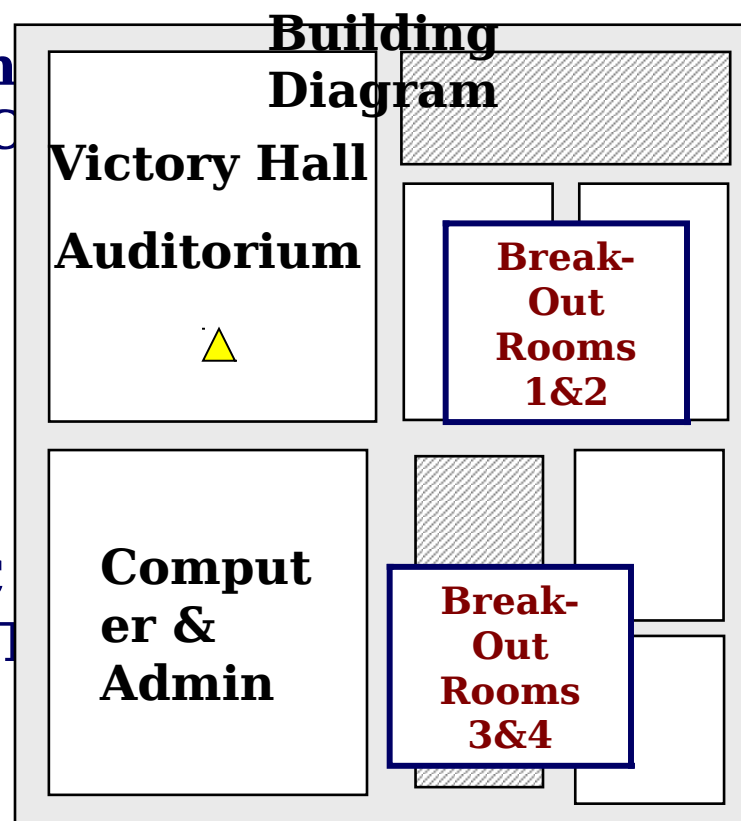 Building
Diagram
Victory Hall
Auditorium
Break-
Out
Rooms
1&2
Comput
er &
Admin
Break-
Out
Rooms
3&4